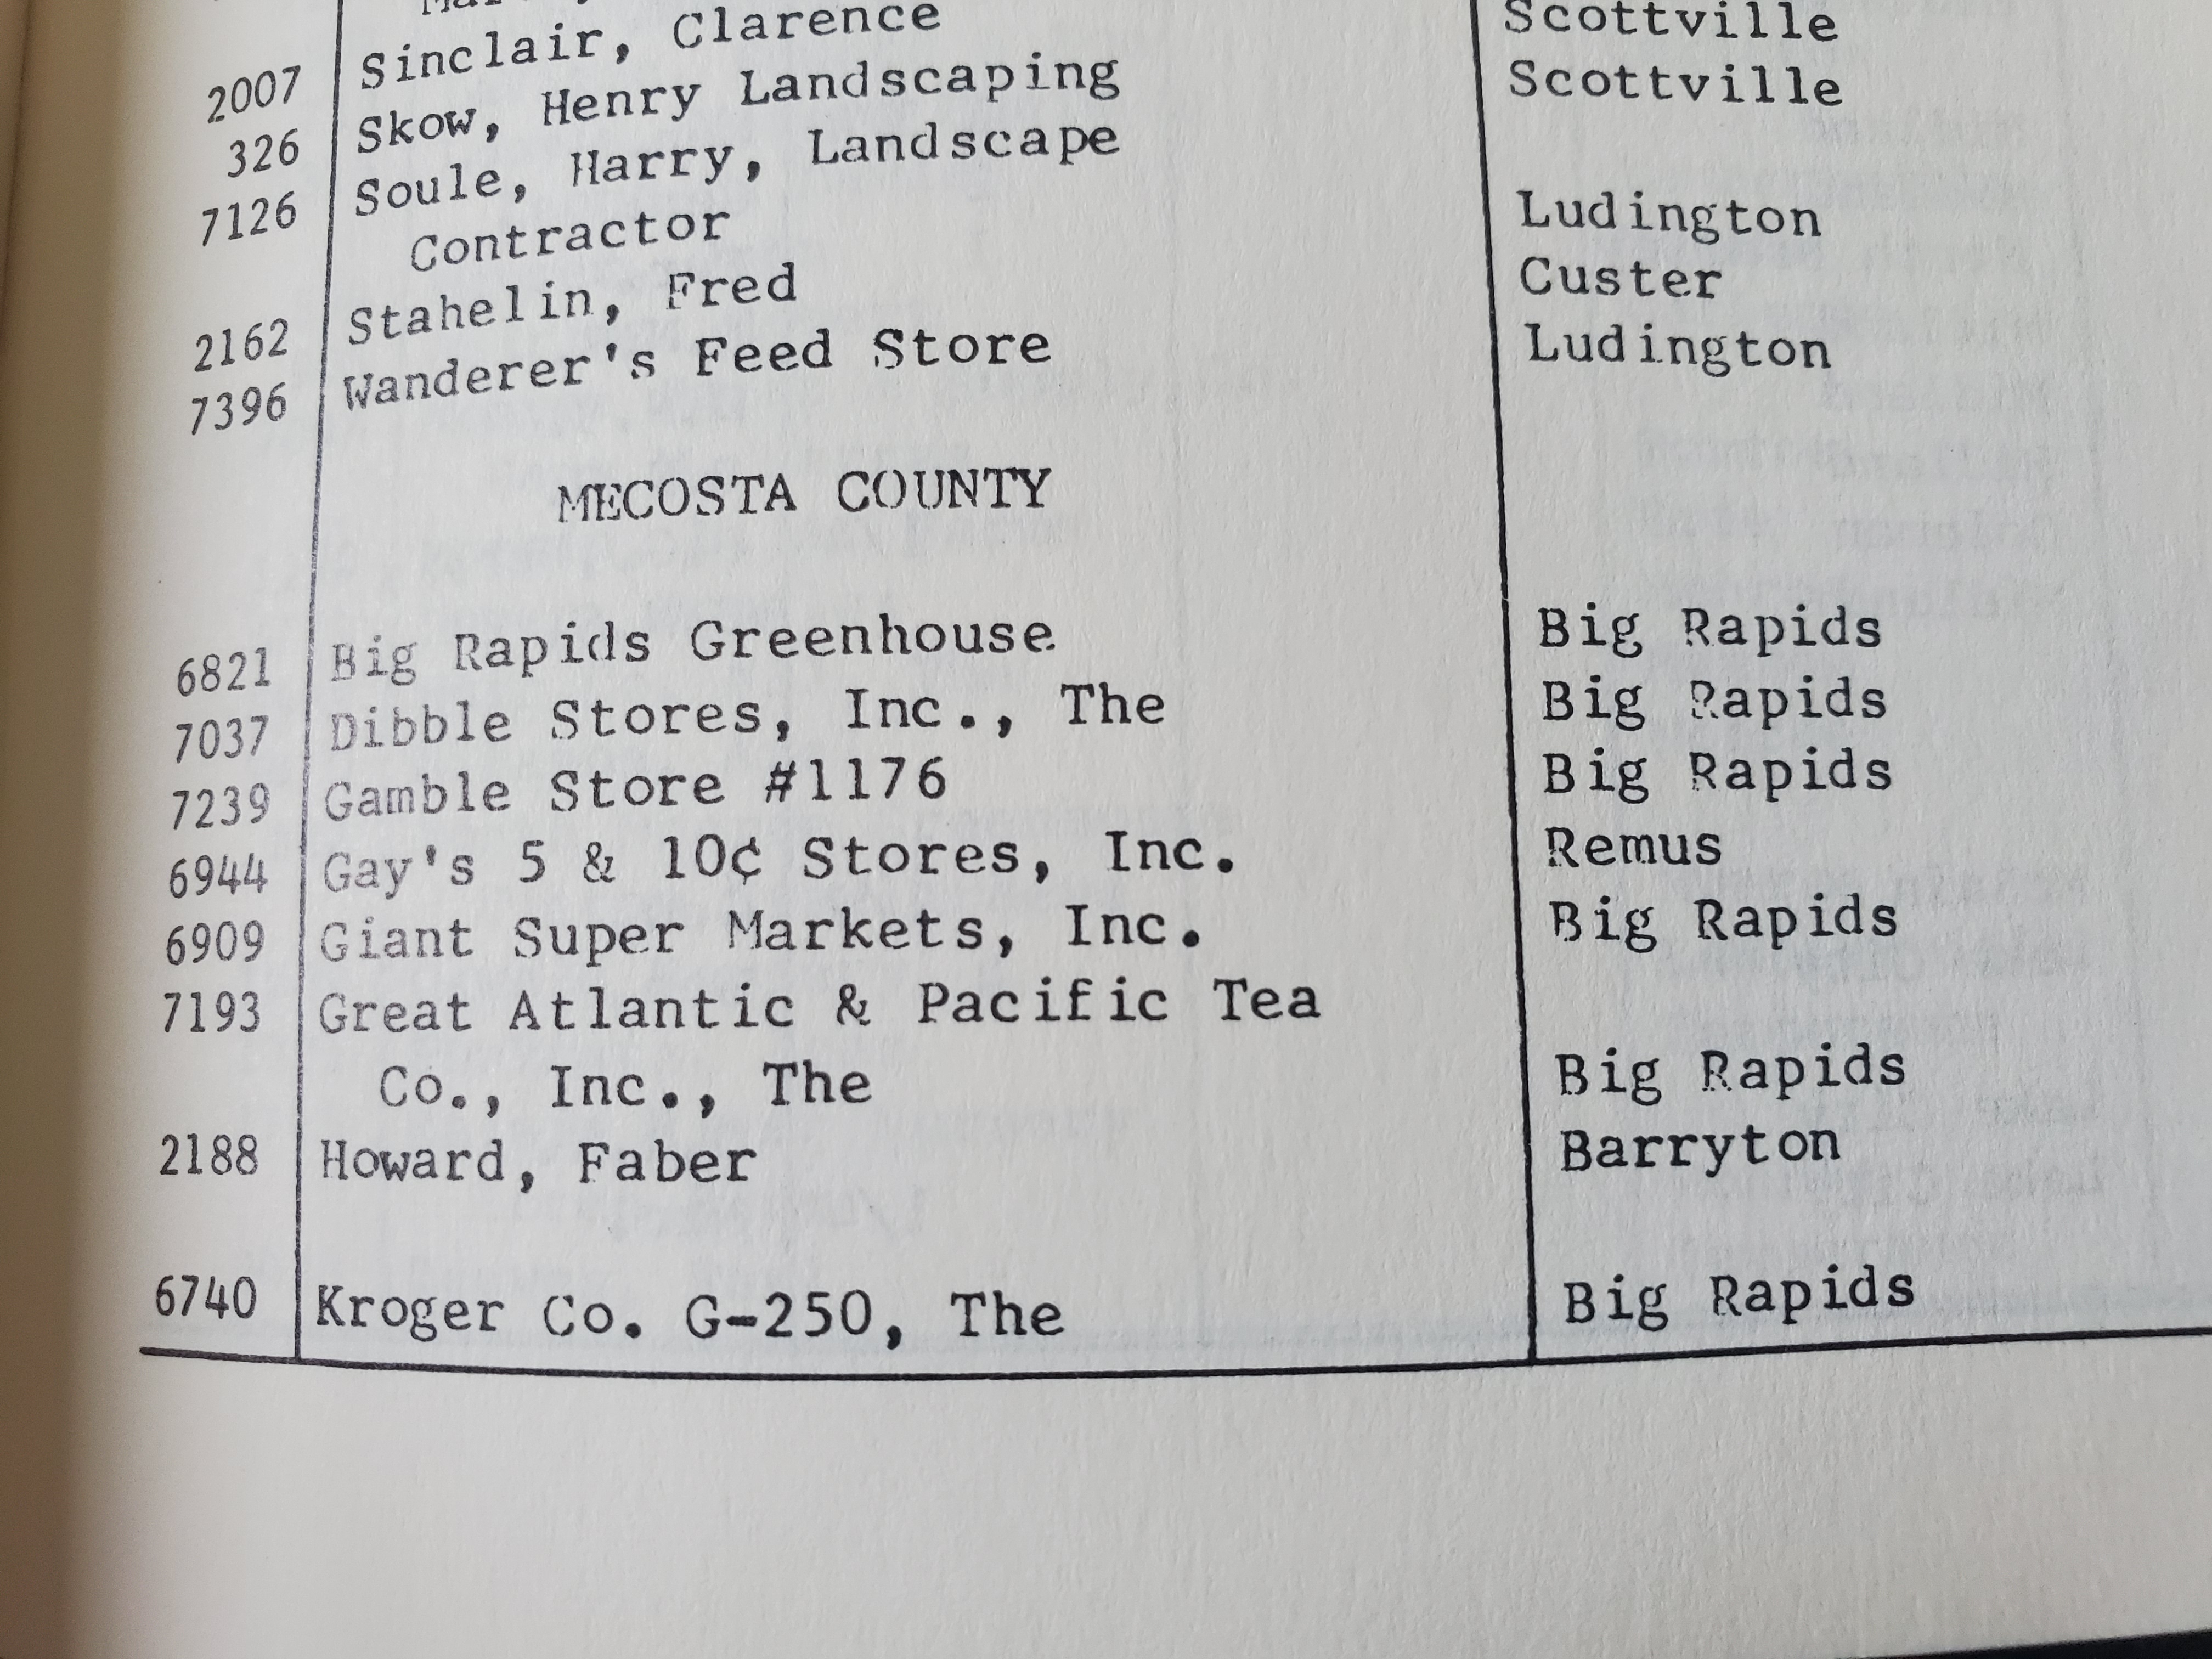 2007 Sinclair, Clarence Scottville
326 Skow, Henry Landscaping Scottville
7126 Soule, Harry, Landscape
Contractor Ludington
2162 Stahelin, Fred Custer
7396 Wanderer's Feed Store Ludington
MECOSTA COUNTY
6821 Big Rapids Greenhouse Big Rapids
7037 Dibble Stores, Inc., The Big Rapids
7239 Gamble Store #1176 Big Rapids
6944 Gay's 5 & 10¢ Stores, Inc. Remus
6909 Giant Super Markets, Inc. Big Rapids
7193 Great Atlantic & Pacific Tea
Co., Inc., The Big Rapids
2188 Howard, Faber Barryton
6740 Kroger Co. G-250, The Big Rapids